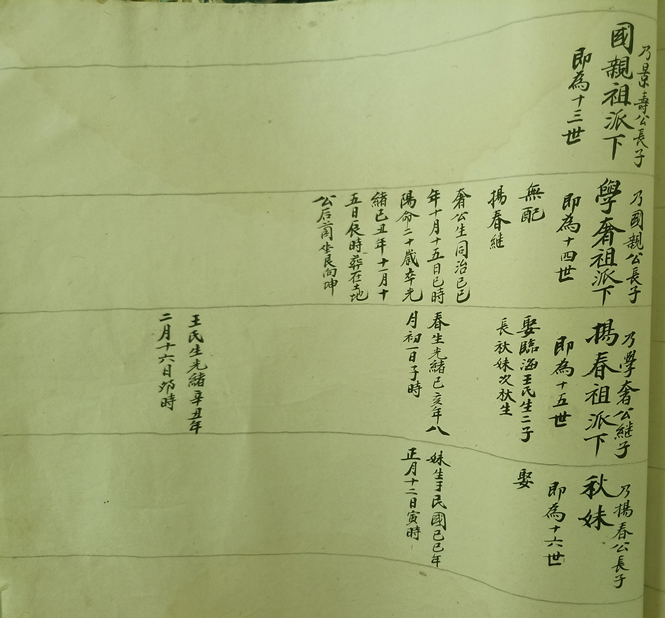 乃景壽公長子
國親祖派下
即為十三世
乃國親公長子
學奢祖派下
即為十四世
無配
揚春継
奢公生同治己巳
年十月十五日巳時
陽命二十歲卒光
緒己丑年十一月十
五日辰時葬在土地
公后面坐艮向坤
乃學奢公継子
揚春祖派下
即為十五世
娶臨海王氏生二子
長秋妹次秋生
春生光緒己亥年八
月初一日子時
王氏生光緒辛丑年
二月十六日卯時
乃揚春公長子
秋妹
即為十六世
娶
妹生于民國己巳年
正月十二日寅時